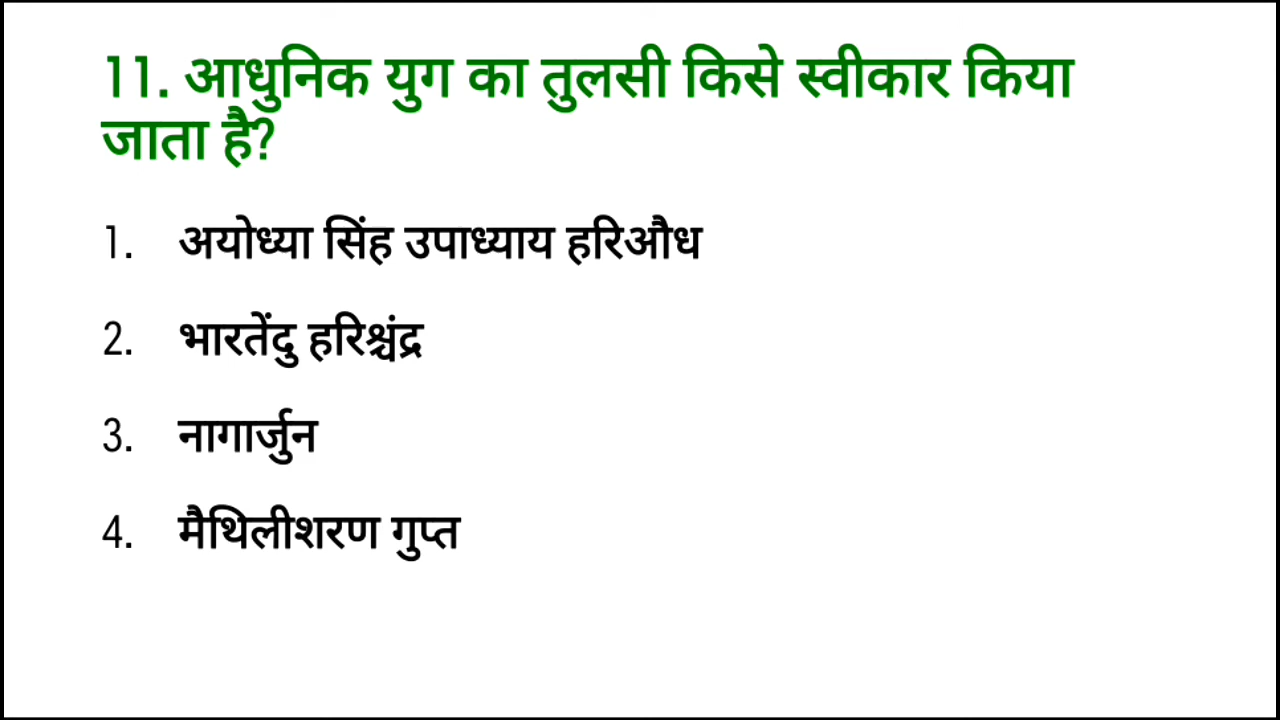 11. आधुनिक युग का तुलसी किसे स्वीकार किया
जाता है?
1. अयोध्या सिंह उपाध्याय हरिऔध
2. भारतेंदु हरिश्चंद्र
3. नागार्जुन
4. मैथिलीशरण गुप्त